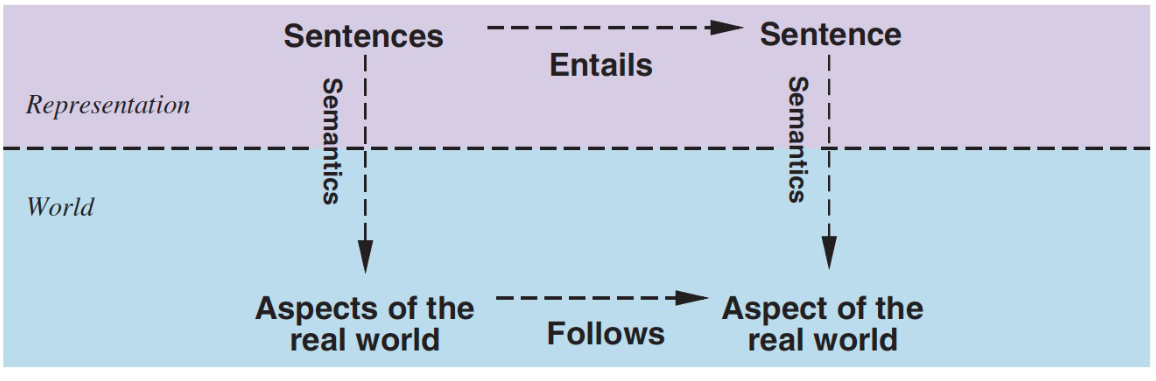 Sentences
Sentence
Entails
Semantics
Semantics
Representation
World
Aspects of the
real world
Follows
Aspect of the
real world